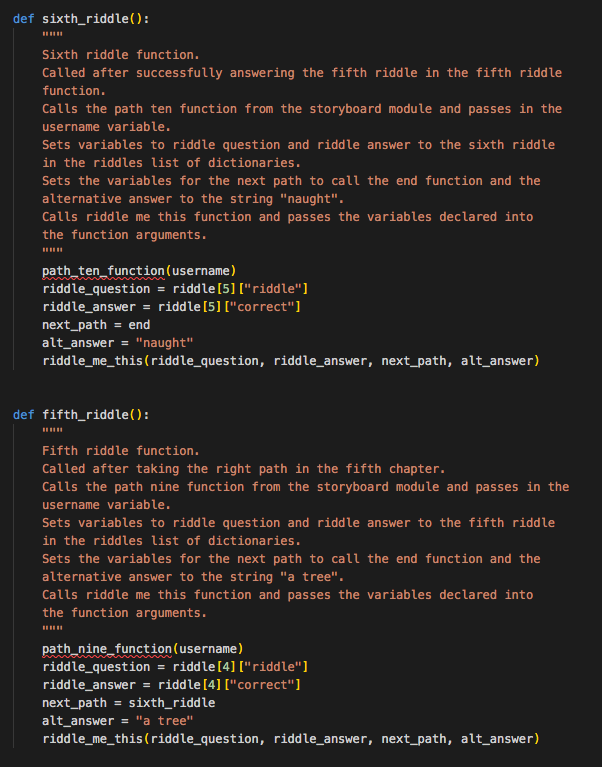 def sixth_riddle():
"""
Sixth riddle function.
Called after successfully answering the fifth riddle in the fifth riddle
function.
Calls the path ten function from the storyboard module and passes in the
username variable.
Sets variables to riddle question and riddle answer to the sixth riddle
in the riddles list of dictionaries.
Sets the variables for the next path to call the end function and the
alternative answer to the string "naught".
Calls riddle me this function and passes the variables declared into
the function arguments.
"""
path_ten_function(username)
riddle_question = riddle[5]["riddle"]
riddle_answer = riddle[5]["correct"]
next_path = end
alt_answer = "naught"
riddle_me_this(riddle_question, riddle_answer, next_path, alt_answer)
def fifth_riddle():
"""
Fifth riddle function.
Called after taking the right path in the fifth chapter.
Calls the path nine function from the storyboard module and passes in the
username variable.
Sets variables to riddle question and riddle answer to the fifth riddle
in the riddles list of dictionaries.
Sets the variables for the next path to call the end function and the
alternative answer to the string "a tree".
Calls riddle me this function and passes the variables declared into
the function arguments.
"""
path_nine_function(username)
riddle_question = riddle[4]["riddle"]
riddle_answer = riddle[4]["correct"]
next_path = sixth_riddle
alt_answer = "a tree"
riddle_me_this(riddle_question, riddle_answer, next_path, alt_answer)